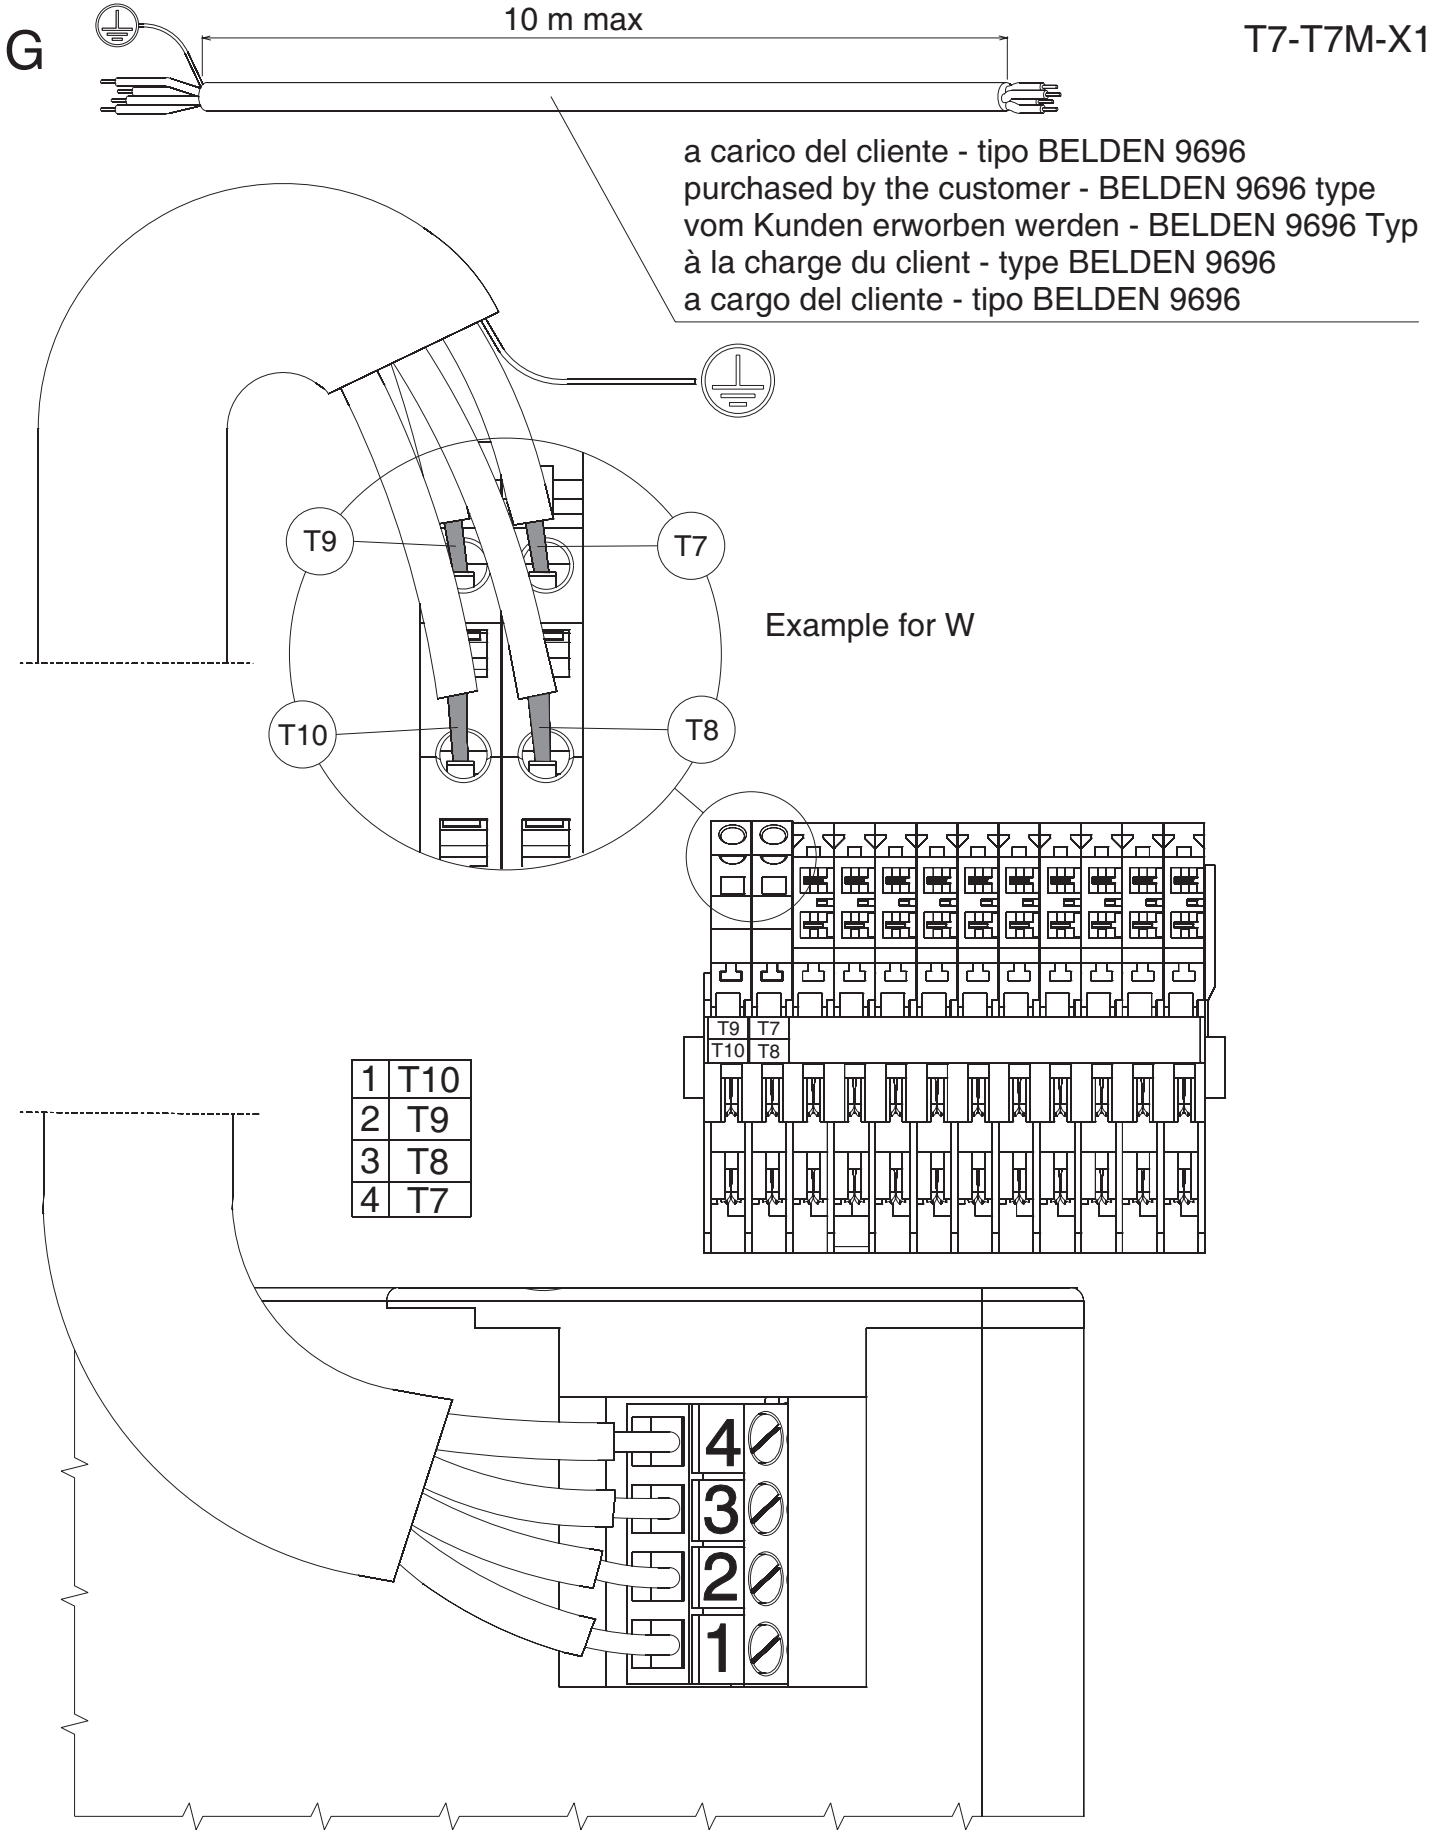 G
10 m max
T7-T7M-X1
a carico del cliente - tipo BELDEN 9696
purchased by the customer - BELDEN 9696 type
vom Kunden erworben werden - BELDEN 9696 Typ
à la charge du client - type BELDEN 9696
a cargo del cliente - tipo BELDEN 9696
T9
T7
Example for W
T10
T8
T9 T7
T10 T8
1 T10
2 T9
3 T8
4 T7
4
3
2
1